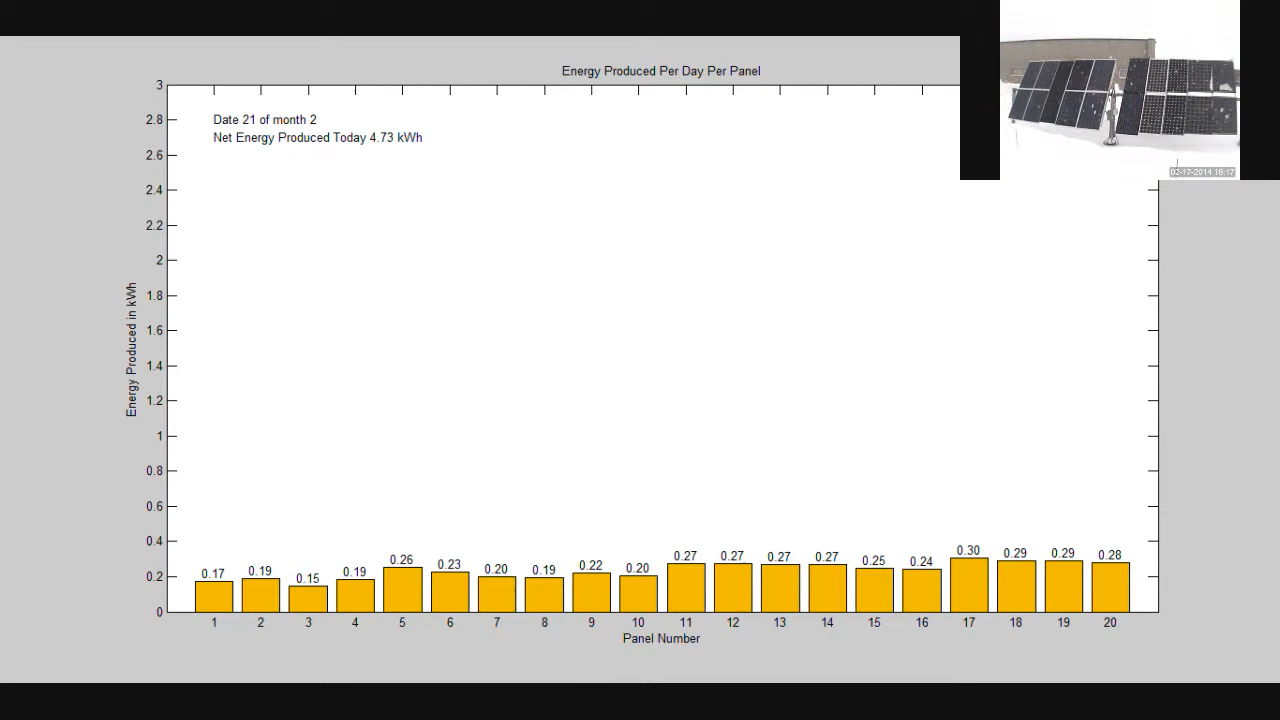 Energy Produced Per Day Per Panel
Date 21 of month 2
Net Energy Produced Today 4.73 kWh
Energy Produced in kWh
3
2.8
2.6
2.4
2.2
2
1.8
1.6
1.4
1.2
1
0.8
0.6
0.4
0.2
0
0.17 0.19 0.15 0.19 0.26 0.23 0.20 0.19 0.22 0.20 0.27 0.27 0.27 0.27 0.25 0.24 0.30 0.29 0.29 0.28
1 2 3 4 5 6 7 8 9 10 11 12 13 14 15 16 17 18 19 20
Panel Number
02-17-2014 16:17